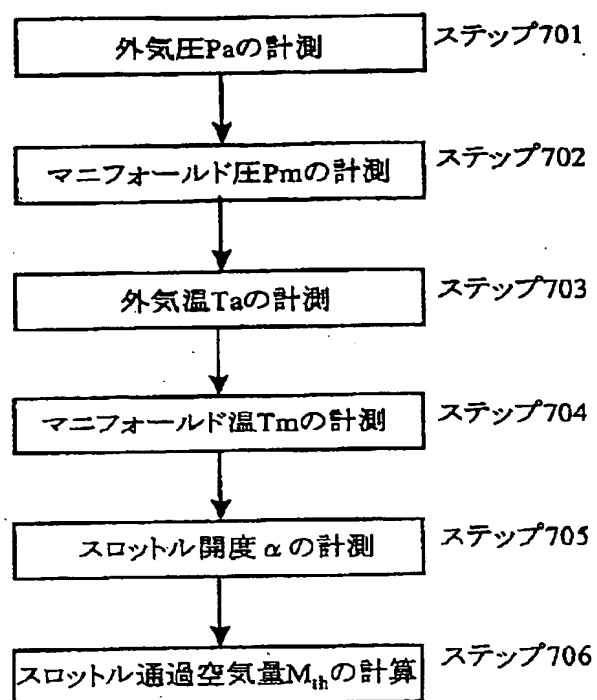 外気圧Paの計測
ステップ701
マニフォールド圧Pmの計測
ステップ702
外気温Taの計測
ステップ703
マニフォールド温Tmの計測
ステップ704
スロットル開度αの計測
ステップ705
スロットル通過空気量Mthの計算
ステップ706